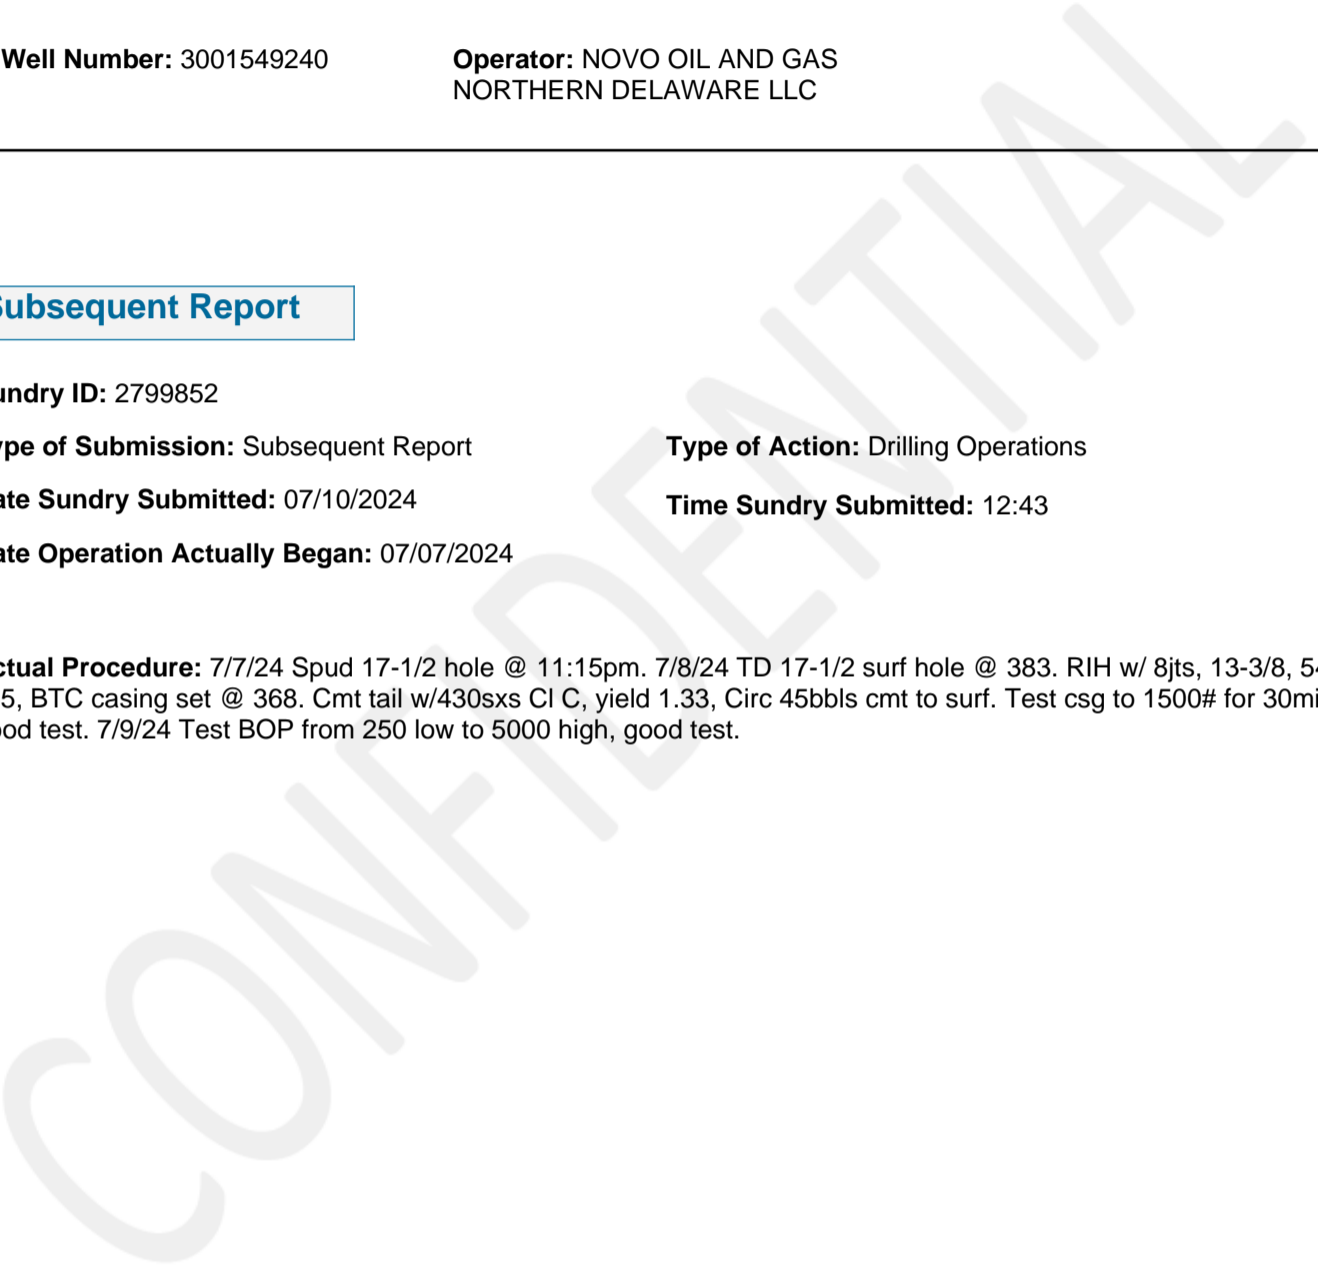 Well Number: 3001549240
Operator: NOVO OIL AND GAS
NORTHERN DELAWARE LLC
Subsequent Report
undry ID: 2799852
ype of Submission: Subsequent Report
Type of Action: Drilling Operations
ate Sundry Submitted: 07/10/2024
Time Sundry Submitted: 12:43
ate Operation Actually Began: 07/07/2024
ctual Procedure: 7/7/24 Spud 17-1/2 hole @ 11:15pm. 7/8/24 TD 17-1/2 surf hole @ 383. RIH w/ 8jts, 13-3/8, 5
5, BTC casing set @ 368. Cmt tail w/430sxs Cl C, yield 1.33, Circ 45bbls cmt to surf. Test csg to 1500# for 30mi
ood test. 7/9/24 Test BOP from 250 low to 5000 high, good test.
CONFIDENTIAL